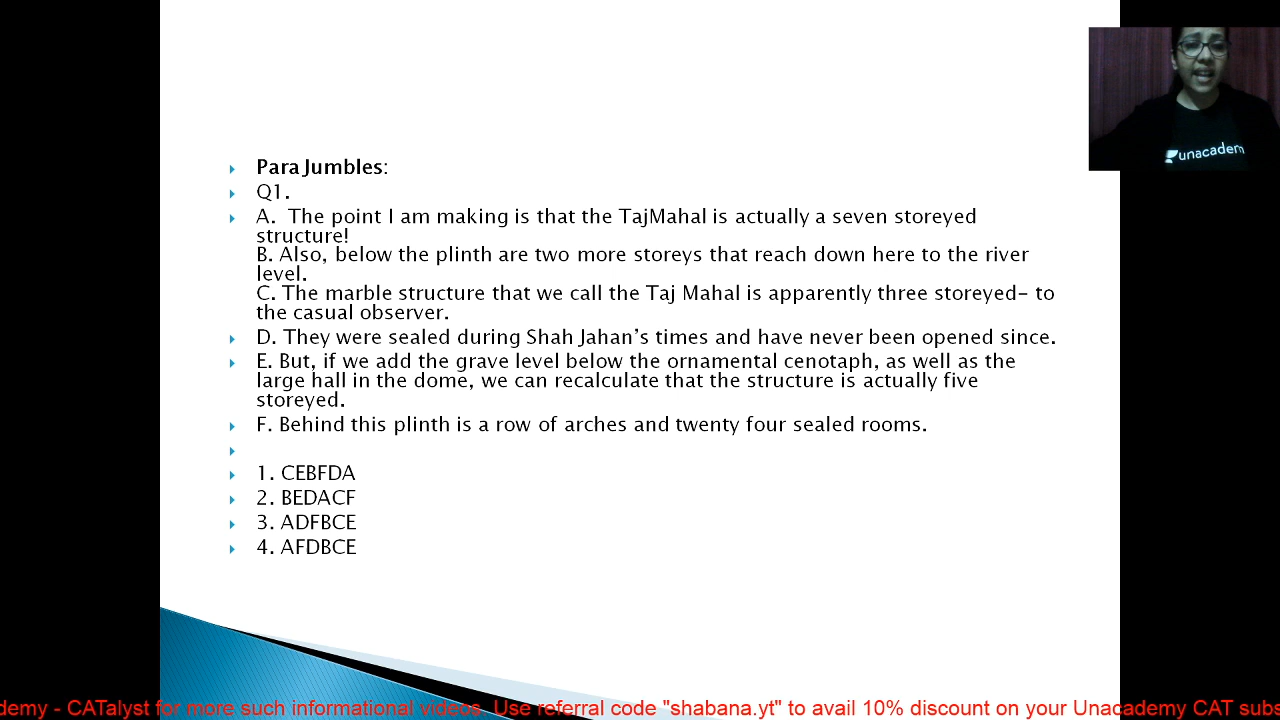 Para Jumbles:
Q1.
A.  The point I am making is that the TajMahal is actually a seven storeyed
structure!
B. Also, below the plinth are two more storeys that reach down here to the river
level.
C. The marble structure that we call the Taj Mahal is apparently three storeyed- to
the casual observer.
D. They were sealed during Shah Jahan's times and have never been opened since.
E. But, if we add the grave level below the ornamental cenotaph, as well as the
large hall in the dome, we can recalculate that the structure is actually five
storeyed.
F. Behind this plinth is a row of arches and twenty four sealed rooms.
1. CEBFDA
2. BEDACF
3. ADFBCE
4. AFDBCE
unacademy
demy - CATalyst for more such informational videos. Use referral code "shabana.yt" to avail 10% discount on your Unacademy CAT subs